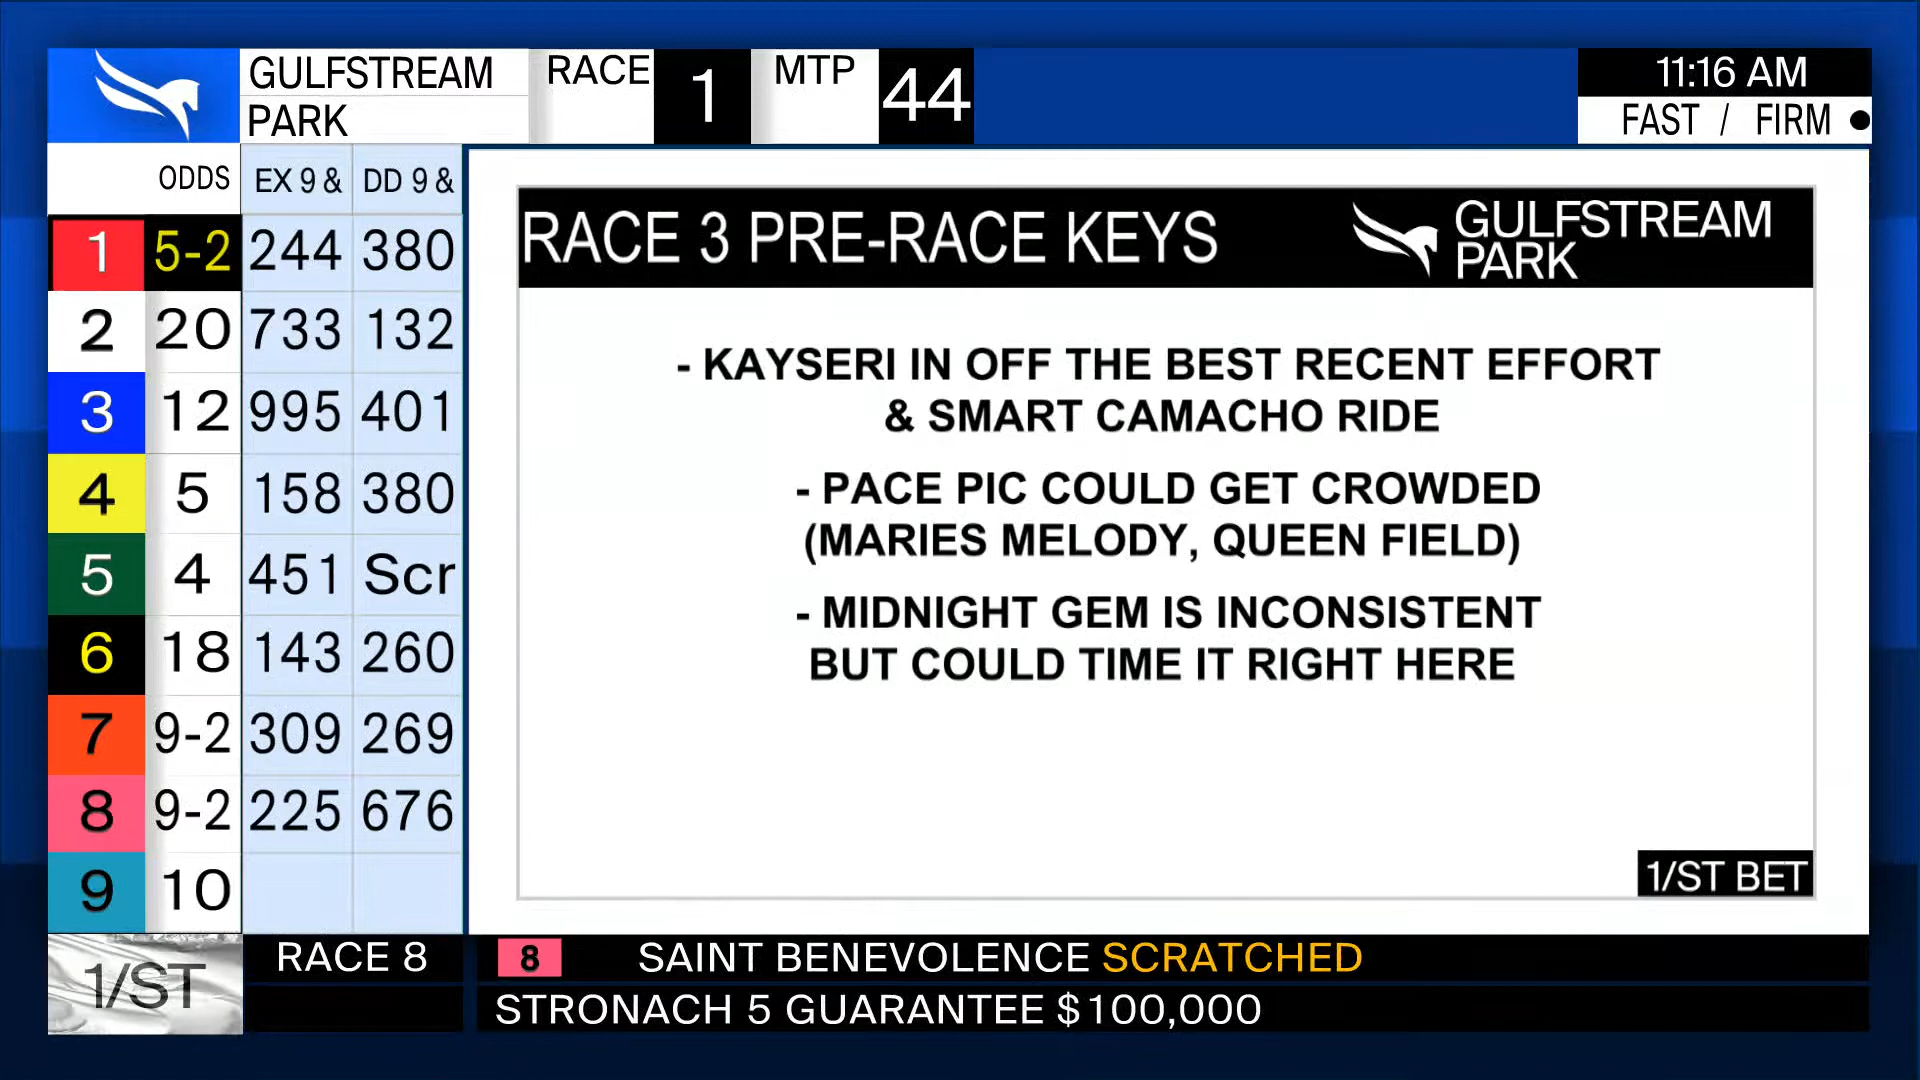 GULFSTREAM
PARK
RACE 1 MTP 44
11:16 AM
FAST / FIRM
ODDS EX 9 & DD 9 &
1 5-2 244 380
2 20 733 132
3 12 995 401
4 5 158 380
5 4 451 Scr
6 18 143 260
7 9-2 309 269
8 9-2 225 676
9 10
RACE 3 PRE-RACE KEYS
GULFSTREAM
PARK
- KAYSERI IN OFF THE BEST RECENT EFFORT
& SMART CAMACHO RIDE
- PACE PIC COULD GET CROWDED
(MARIES MELODY, QUEEN FIELD)
- MIDNIGHT GEM IS INCONSISTENT
BUT COULD TIME IT RIGHT HERE
1/ST BET
1/ST
RACE 8 8 SAINT BENEVOLENCE SCRATCHED
STRONACH 5 GUARANTEE $100,000